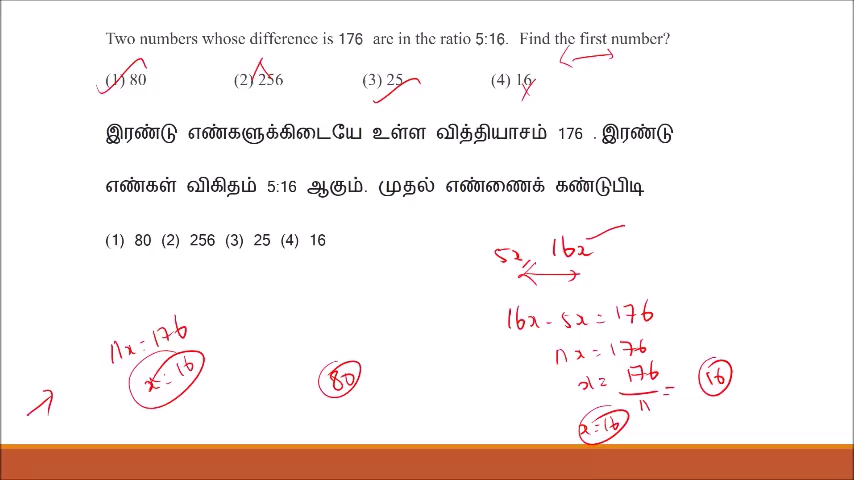 Two numbers whose difference is 176 are in the ratio 5:16. Find the first number?
(1) 80 (2) 256 (3) 25 (4) 16
இரண்டு எண்களுக்கிடையே உள்ள வித்தியாசம் 176 . இரண்டு
எண்கள் விகிதம் 5:16 ஆகும். முதல் எண்ணைக் கண்டுபிடி
(1) 80 (2) 256 (3) 25 (4) 16
5x, 16x
16x - 5x = 176
11x = 176
x = 176/11 = 16
x = 16
11x = 176
x = 16
80